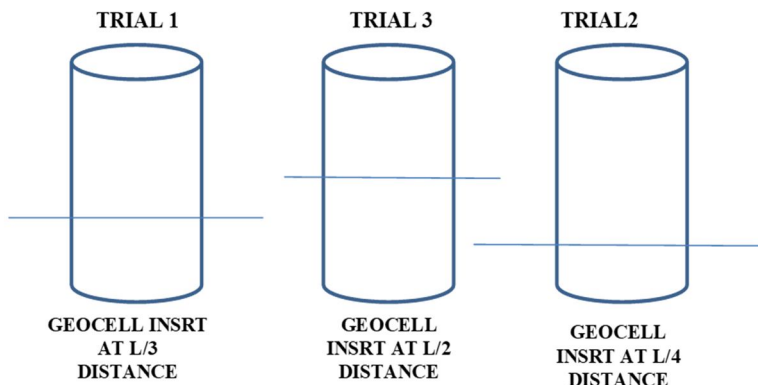 TRIAL 1
TRIAL 3
TRIAL2
GEOCELL INSRT
AT L/3
DISTANCE
GEOCELL
INSRT AT L/2
DISTANCE
GEOCELL
INSRT AT L/4
DISTANCE